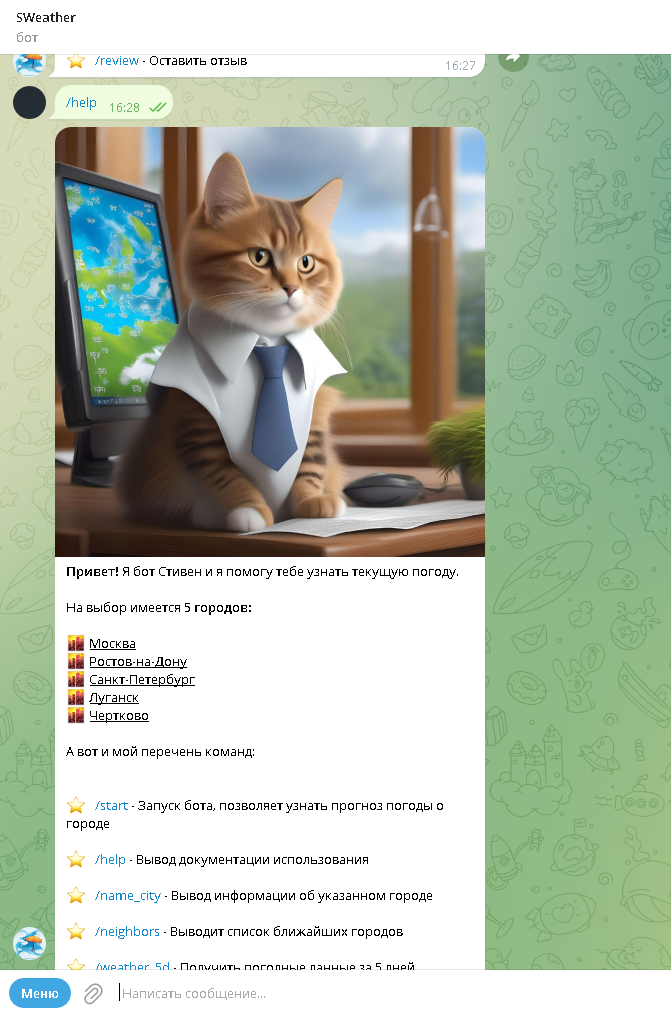 SWeather
бот
/review - Оставить отзыв
16:27
/help 16:28
Привет! Я бот Стивен и я помогу тебе узнать текущую погоду.
На выбор имеется 5 городов:
Москва
Ростов-на-Дону
Санкт-Петербург
Луганск
Чертково
А вот и мой перечень команд:
/start - Запуск бота, позволяет узнать прогноз погоды о
городе
/help - Вывод документации использования
/name_city - Вывод информации об указанном городе
/neighbors - Выводит список ближайших городов
/weather_5d - Получить погодные данные за 5 дней
Меню
Написать сообщение...